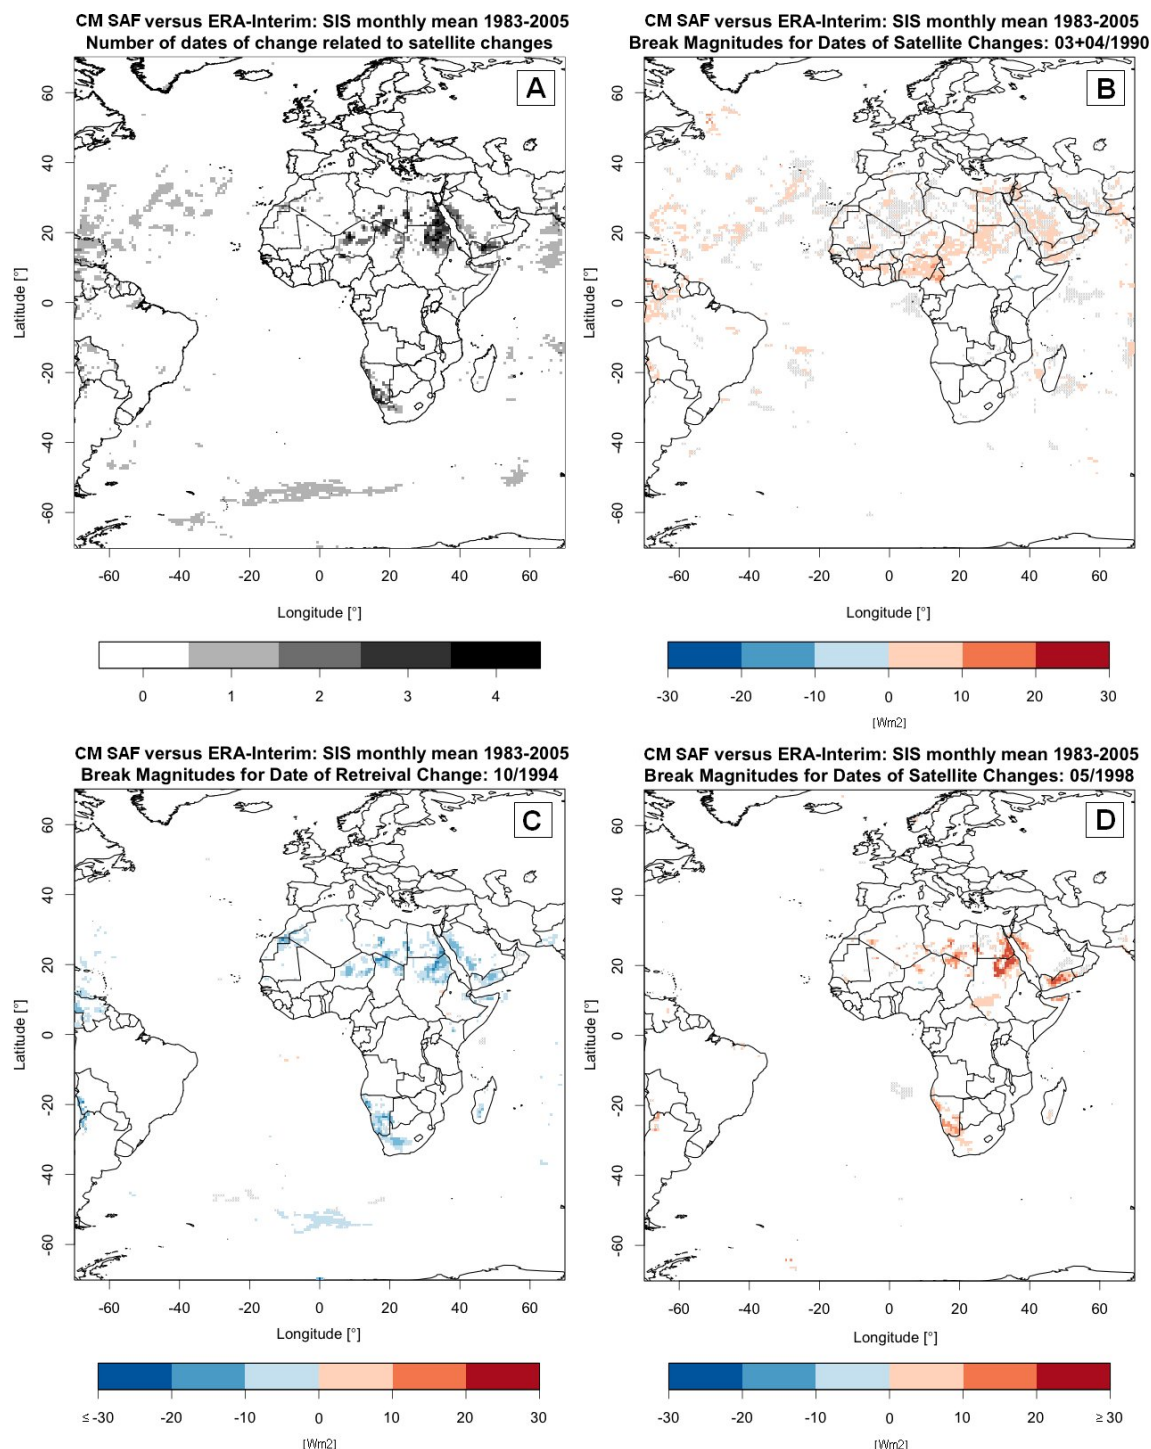 CM SAF versus ERA-Interim: SIS monthly mean 1983-2005
Number of dates of change related to satellite changes
A
60
40
20
0
-20
-40
-60
Latitude [°]
-60 -40 -20 0 20 40 60
Longitude [°]
0 1 2 3 4
CM SAF versus ERA-Interim: SIS monthly mean 1983-2005
Break Magnitudes for Dates of Satellite Changes: 03+04/1990
B
60
40
20
0
-20
-40
-60
Latitude [°]
-60 -40 -20 0 20 40 60
Longitude [°]
-30 -20 -10 0 10 20 30
[Wm2]
CM SAF versus ERA-Interim: SIS monthly mean 1983-2005
Break Magnitudes for Date of Retreival Change: 10/1994
C
60
40
20
0
-20
-40
-60
Latitude [°]
-60 -40 -20 0 20 40 60
Longitude [°]
≤ -30 -20 -10 0 10 20 30
[Wm2]
CM SAF versus ERA-Interim: SIS monthly mean 1983-2005
Break Magnitudes for Dates of Satellite Changes: 05/1998
D
60
40
20
0
-20
-40
-60
Latitude [°]
-60 -40 -20 0 20 40 60
Longitude [°]
-30 -20 -10 0 10 20 ≥ 30
[Wm2]